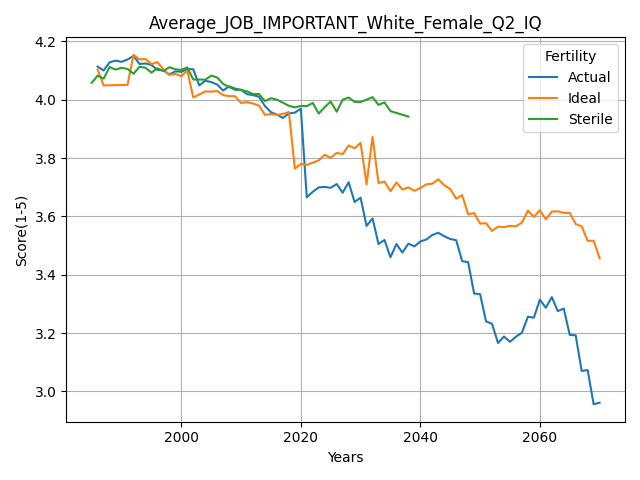 Average_JOB_IMPORTANT_White_Female_Q2_IQ
Fertility
Actual
Ideal
Sterile
Score(1-5)
4.2
4.0
3.8
3.6
3.4
3.2
3.0
2000
2020
2040
2060
Years